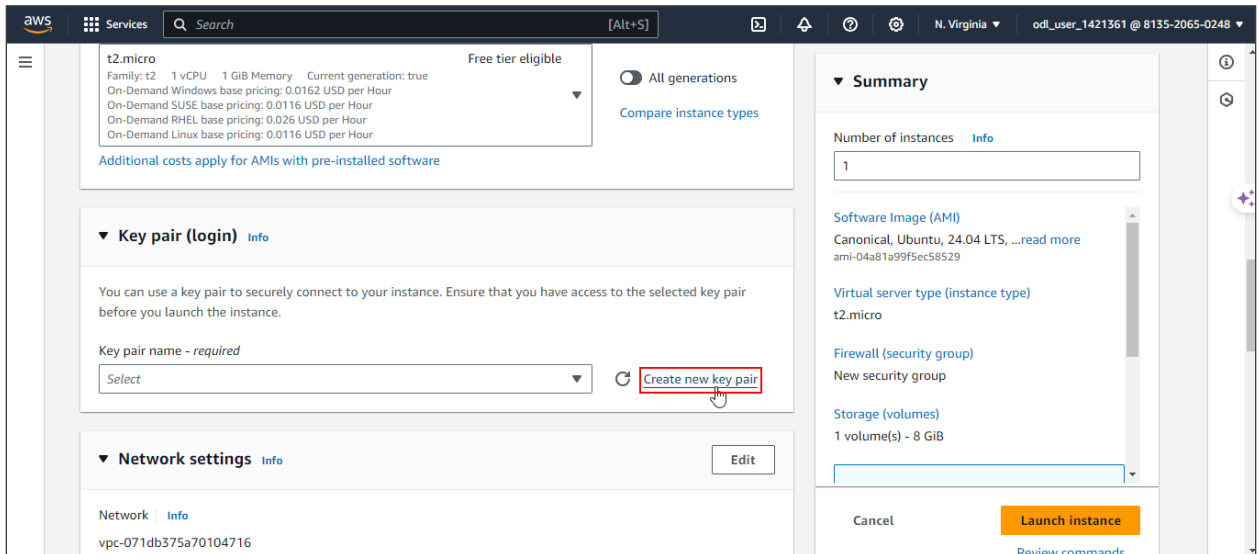 aws
Services
Search
[Alt+S]
N. Virginia
odl_user_1421361 @ 8135-2065-0248
t2.micro
Free tier eligible
Family: t2 1 vCPU 1 GiB Memory Current generation: true
On-Demand Windows base pricing: 0.0162 USD per Hour
On-Demand SUSE base pricing: 0.0116 USD per Hour
On-Demand RHEL base pricing: 0.026 USD per Hour
On-Demand Linux base pricing: 0.0116 USD per Hour
All generations
Compare instance types
Additional costs apply for AMIs with pre-installed software
Key pair (login) Info
You can use a key pair to securely connect to your instance. Ensure that you have access to the selected key pair
before you launch the instance.
Key pair name - required
Select
Create new key pair
Network settings Info
Edit
Network Info
vpc-071db375a70104716
Summary
Number of instances Info
1
Software Image (AMI)
Canonical, Ubuntu, 24.04 LTS, ...read more
ami-04a81a99f5ec58529
Virtual server type (instance type)
t2.micro
Firewall (security group)
New security group
Storage (volumes)
1 volume(s) - 8 GiB
Cancel
Launch instance
Review commands